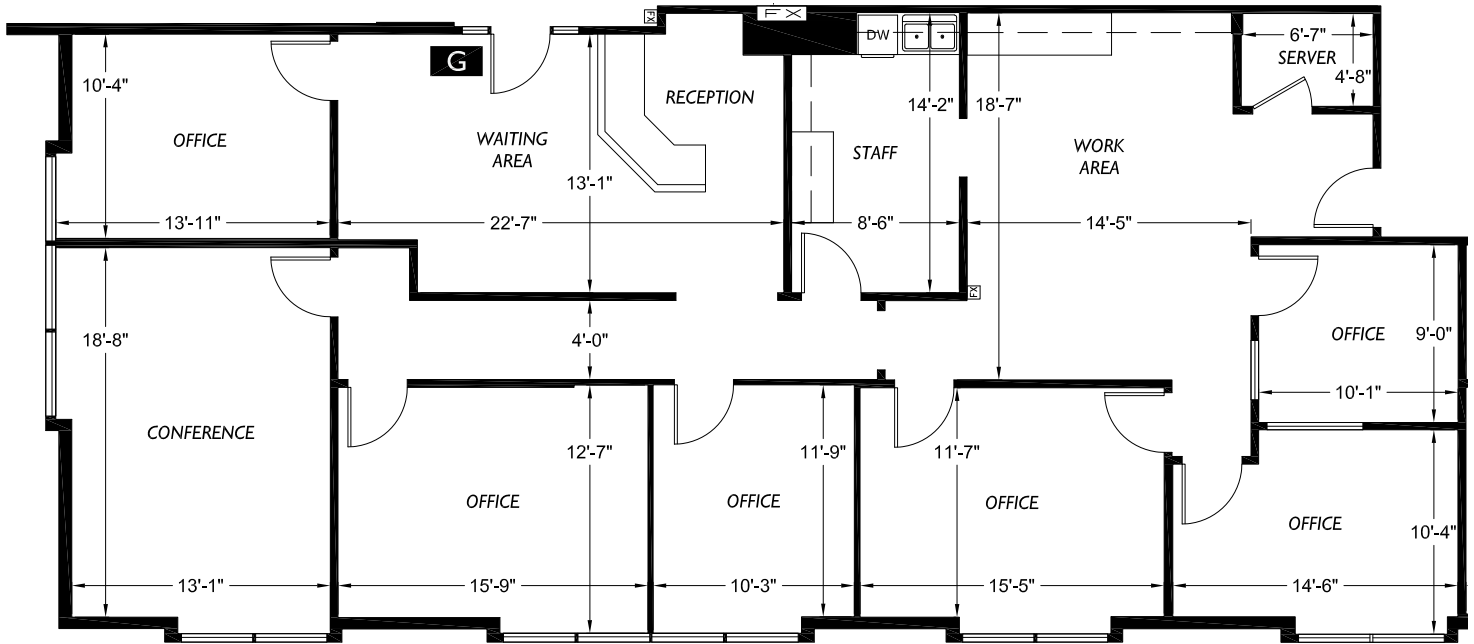 FX
FX
DW
14'-2"
18'-7"
6'-7"
SERVER
4'-8"
G
10'-4"
OFFICE
13'-11"
WAITING
AREA
RECEPTION
13'-1"
22'-7"
STAFF
8'-6"
WORK
AREA
14'-5"
FX
18'-8"
CONFERENCE
13'-1"
4'-0"
OFFICE
12'-7"
15'-9"
OFFICE
11'-9"
10'-3"
OFFICE
11'-7"
15'-5"
OFFICE
9'-0"
10'-1"
OFFICE
10'-4"
14'-6"